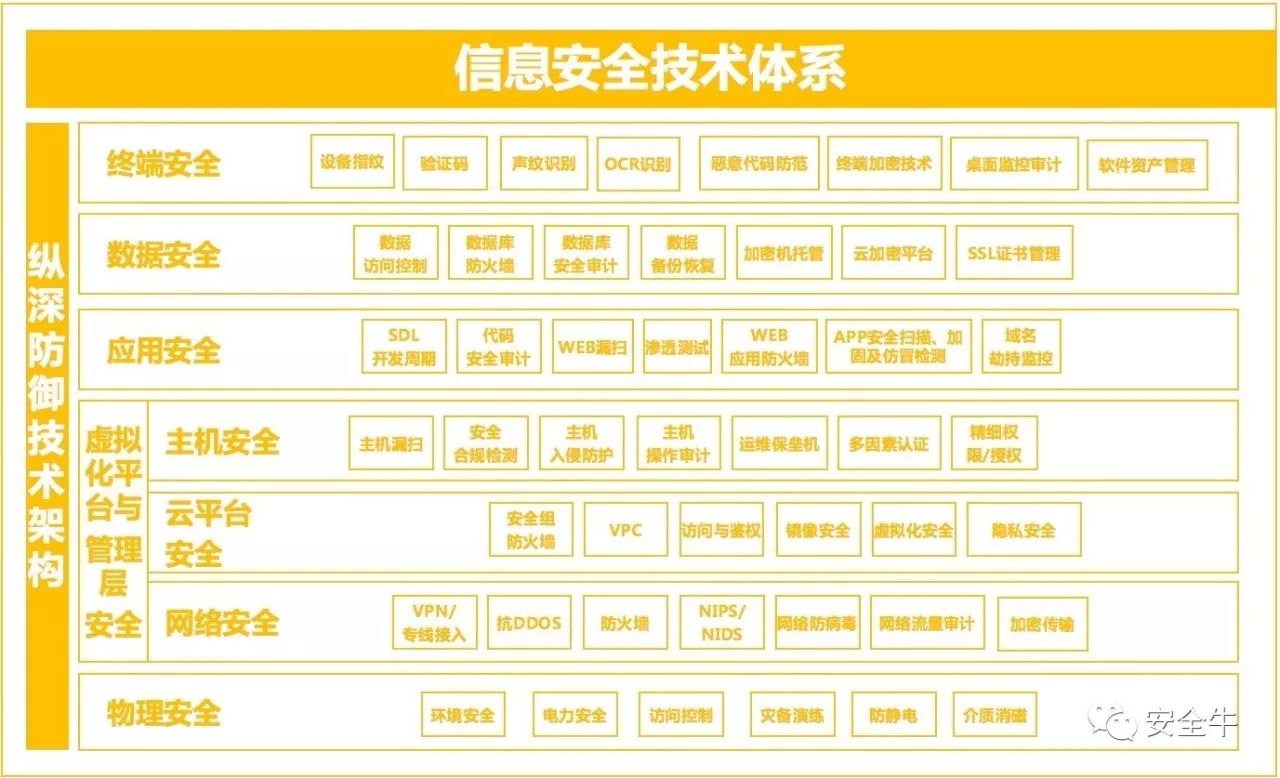 信息安全技术体系
纵深防御技术架构
终端安全
设备指纹
验证码
声纹识别
OCR识别
恶意代码防范
终端加密技术
桌面监控审计
软件资产管理
数据安全
数据
访问控制
数据库
防火墙
数据库
安全审计
数据
备份恢复
加密机托管
云加密平台
SSL证书管理
应用安全
SDL
开发周期
代码
安全审计
WEB漏扫
渗透测试
WEB
应用防火墙
APP安全扫描、加
固及仿冒检测
域名
劫持监控
虚拟
化平
台与
管理
层
安全
主机安全
主机漏扫
安全
合规检测
主机
入侵防护
主机
操作审计
运维保垒机
多因素认证
精细权
限/授权
云平台
安全
安全组
防火墙
VPC
访问与鉴权
镜像安全
虚拟化安全
隐私安全
网络安全
VPN/
专线接入
抗DDOS
防火墙
NIPS/
NIDS
网络防病毒
网络流量审计
加密传输
物理安全
环境安全
电力安全
访问控制
灾备演练
防静电
介质消磁
安全牛